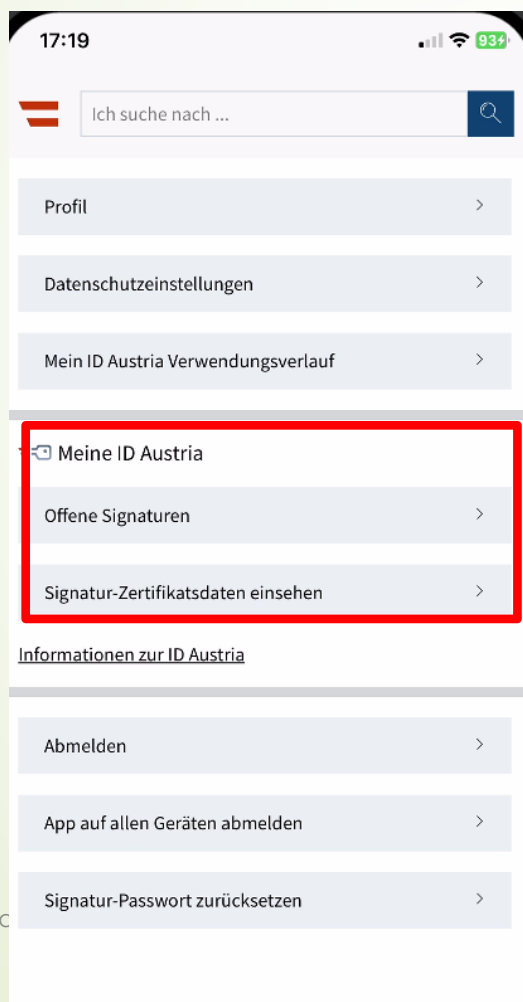 17:19
93
Ich suche nach ...
Profil
Datenschutzeinstellungen
Mein ID Austria Verwendungsverlauf
Meine ID Austria
Offene Signaturen
Signatur-Zertifikatsdaten einsehen
Informationen zur ID Austria
Abmelden
App auf allen Geräten abmelden
Signatur-Passwort zurücksetzen